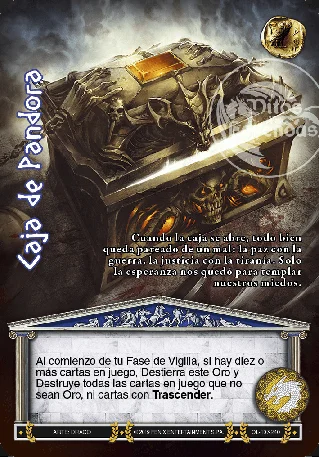 Caja de Pandora
Mitos
Leyendas
Cuando la caja se abre, todo bien
queda pareado de un mal: la paz con la
guerra, la justicia con la tiranía. Solo
la esperanza nos quedó para templar
nuestros miedos.
Al comienzo de tu Fase de Vigilia, si hay diez o
más cartas en juego, Destierra este Oro y
Destruye todas las cartas en juego que no
sean Oro, ni cartas con Trascender.